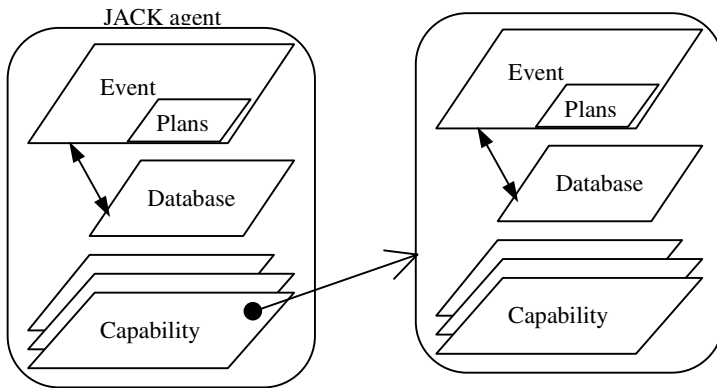 JACK agent
Event
Plans
Database
Capability
Event
Plans
Database
Capability